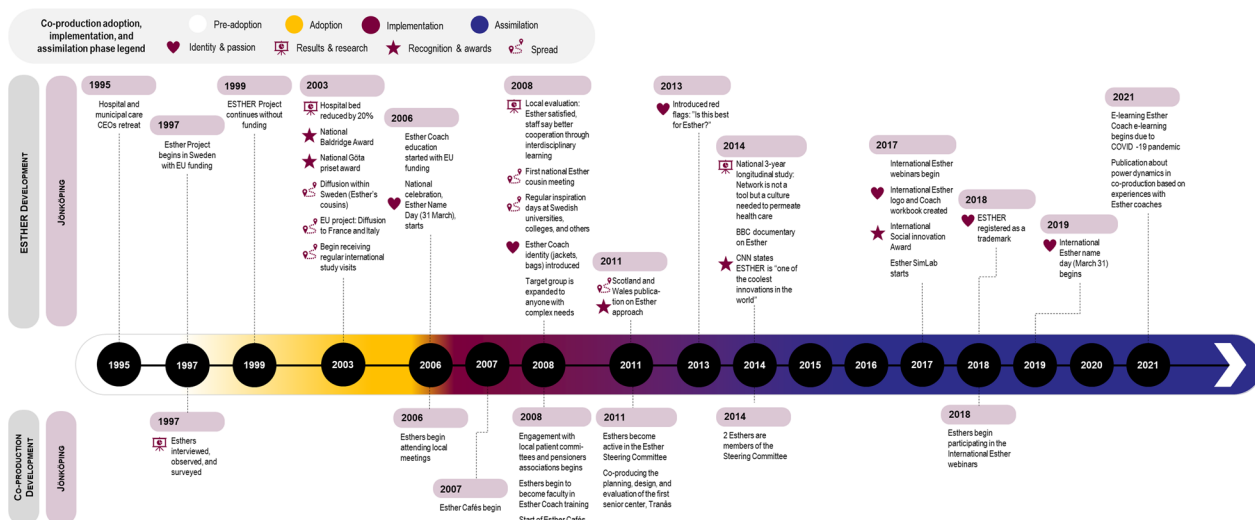 Co-production adoption,
implementation, and
assimilation phase legend
Pre-adoption
Adoption
Implementation
Assimilation
Identity & passion
Results & research
Recognition & awards
Spread
ESTHER DEVELOPMENT
JÖNKÖPING
1995
Hospital and
municipal care
CEOs retreat
1997
Esther Project
begins in Sweden
with EU funding
1999
ESTHER Project
continues without
funding
2003
Hospital bed
reduced by 20%
National
Baldridge Award
National Göta
priset award
Diffusion within
Sweden (Esther's
cousins)
EU project: Diffusion
to France and Italy
Begin receiving
regular international
study visits
2006
Esther Coach
education
started with EU
funding
National
celebration,
Esther Name
Day (31 March),
starts
2008
Local evaluation:
Esther satisfied,
staff say better
cooperation through
interdisciplinary
learning
First national Esther
cousin meeting
Regular inspiration
days at Swedish
universities,
colleges, and others
Esther Coach
identity (jackets,
bags) introduced
Target group is
expanded to
anyone with
complex needs
2011
Scotland and
Wales publica-
tion on Esther
approach
2013
Introduced red
flags: "Is this
best for Esther?"
2014
National 3-year
longitudinal study:
Network is not a
tool but a culture
needed to permeate
health care
BBC documentary
on Esther
CNN states
ESTHER is "one of
the coolest
innovations in the
world"
2017
International Esther
webinars begin
International Esther
logo and Coach
workbook created
International
Social innovation
Award
Esther SimLab
starts
2018
ESTHER
registered as a
trademark
2019
International
Esther name
day (March 31)
begins
2021
E-learning Esther
Coach e-learning
begins due to
COVID -19 pandemic
Publication about
power dynamics in
co-production based on
experiences with
Esther coaches
1995 1997 1999 2003 2006 2007 2008 2011 2013 2014 2015 2016 2017 2018 2019 2020 2021
CO-PRODUCTION
DEVELOPMENT
JÖNKÖPING
1997
Esthers
interviewed,
observed, and
surveyed
2006
Esthers begin
attending local
meetings
2007
Esther Cafés begin
2008
Engagement with
local patient commit-
tees and pensioners
associations begins
Esthers begin to
become faculty in
Esther Coach training
Start of Esther Cafés
2011
Esthers become
active in the Esther
Steering Committee
Co-producing the
planning, design, and
evaluation of the first
senior center, Tranås
2014
2 Esthers are
members of the
Steering Committee
2018
Esthers begin
participating in the
International Esther
webinars